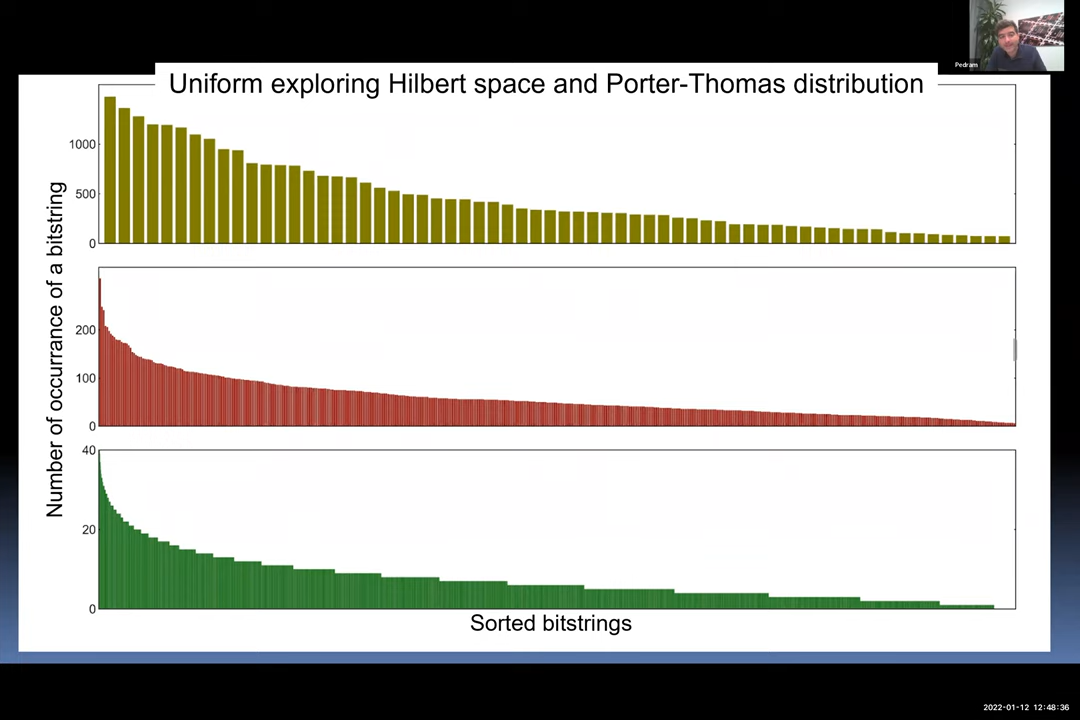 Pedram
Uniform exploring Hilbert space and Porter-Thomas distribution
Number of occurrance of a bitstring
1000
500
0
200
100
0
40
20
0
Sorted bitstrings
2022-01-12 12:48:36